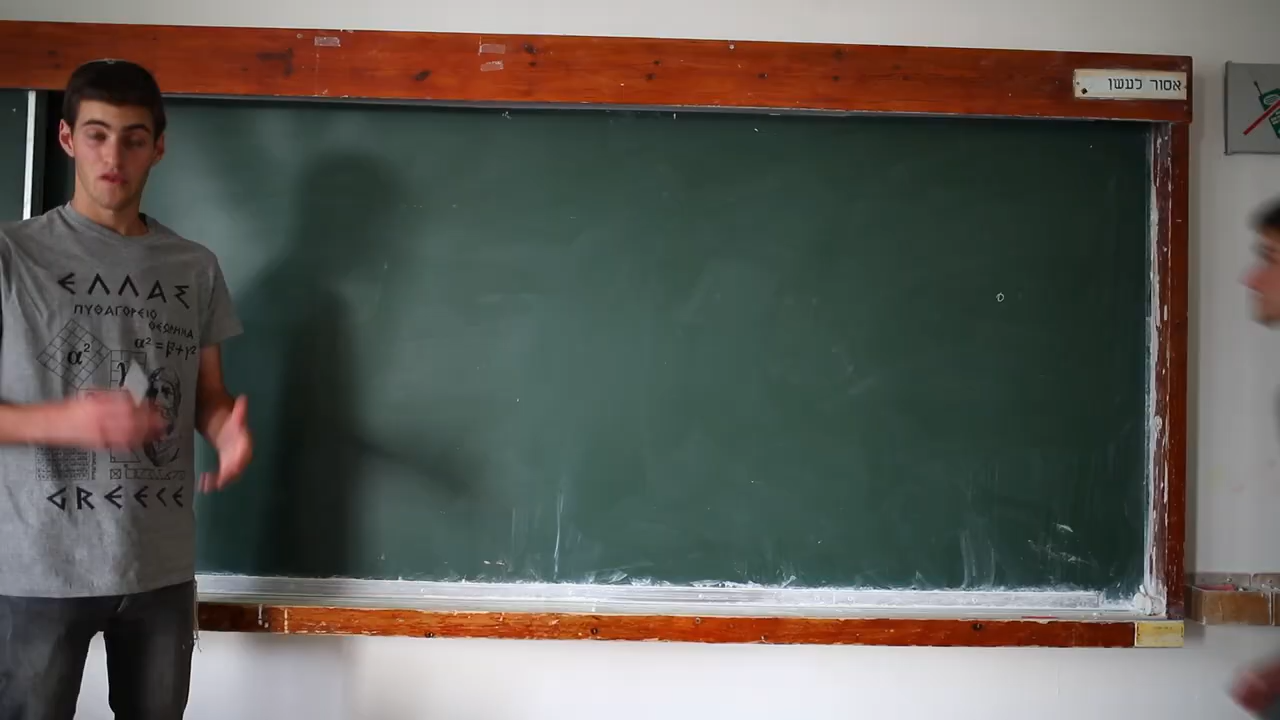 אסור לעשן
ΕΛΛΑΣ
ΠΥΘΑΓΟΡΕΙΟ
ΘΕΩΡΗΜΑ
α² = β² + γ²
α²
γ
GREECE